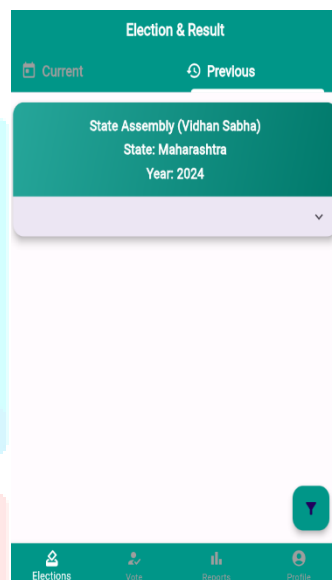 Election & Result
Current
Previous
State Assembly (Vidhan Sabha)
State: Maharashtra
Year: 2024
Elections
Vote
Reports
Profile